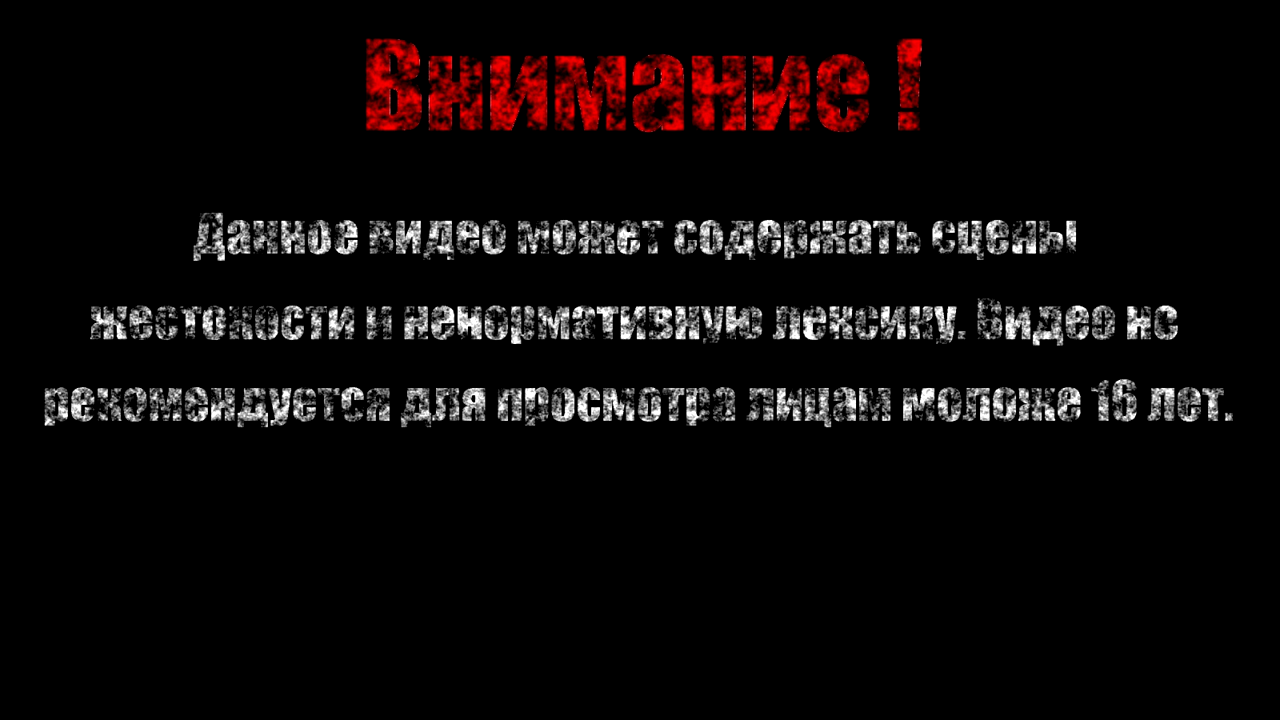 Внимание !
Данное видео может содержать сцены
жестокости и ненормативную лексику. Видео не
рекомендуется для просмотра лицам моложе 16 лет.